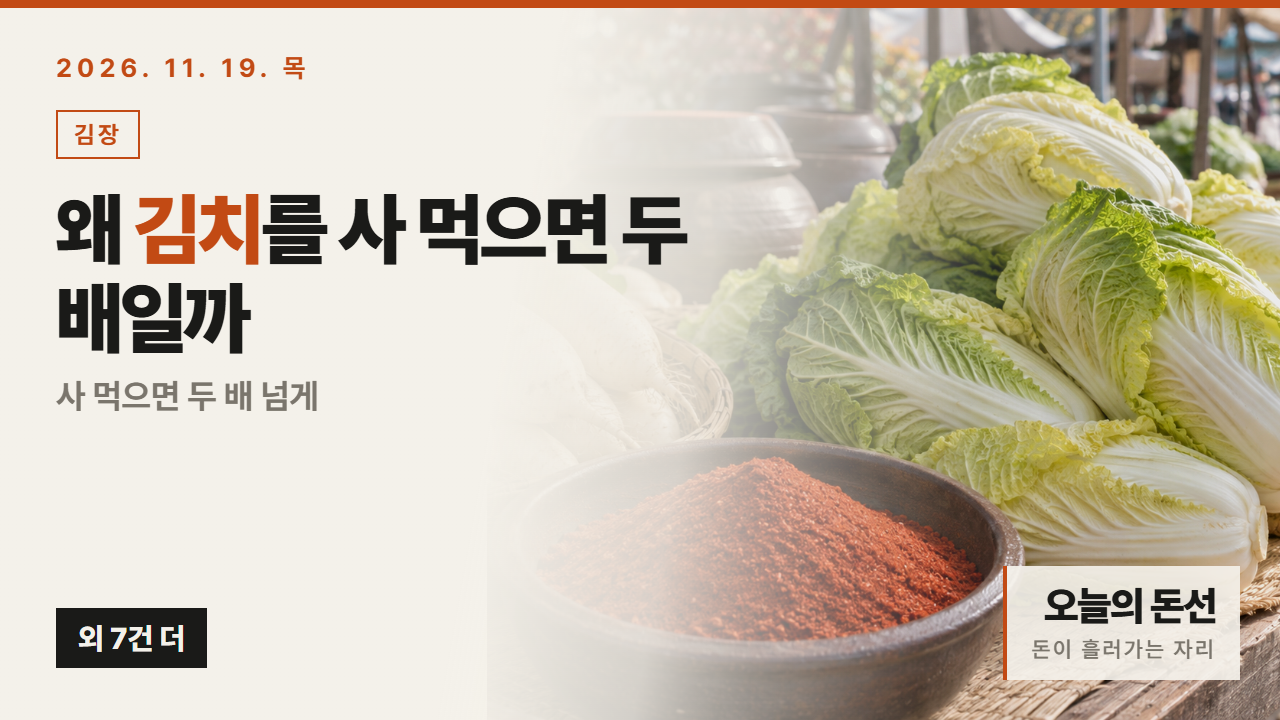 2026. 11. 19. 목
김장
왜 김치를 사 먹으면 두
배일까
사 먹으면 두 배 넘게
외 7건 더
오늘의 돈선
돈이 흘러가는 자리